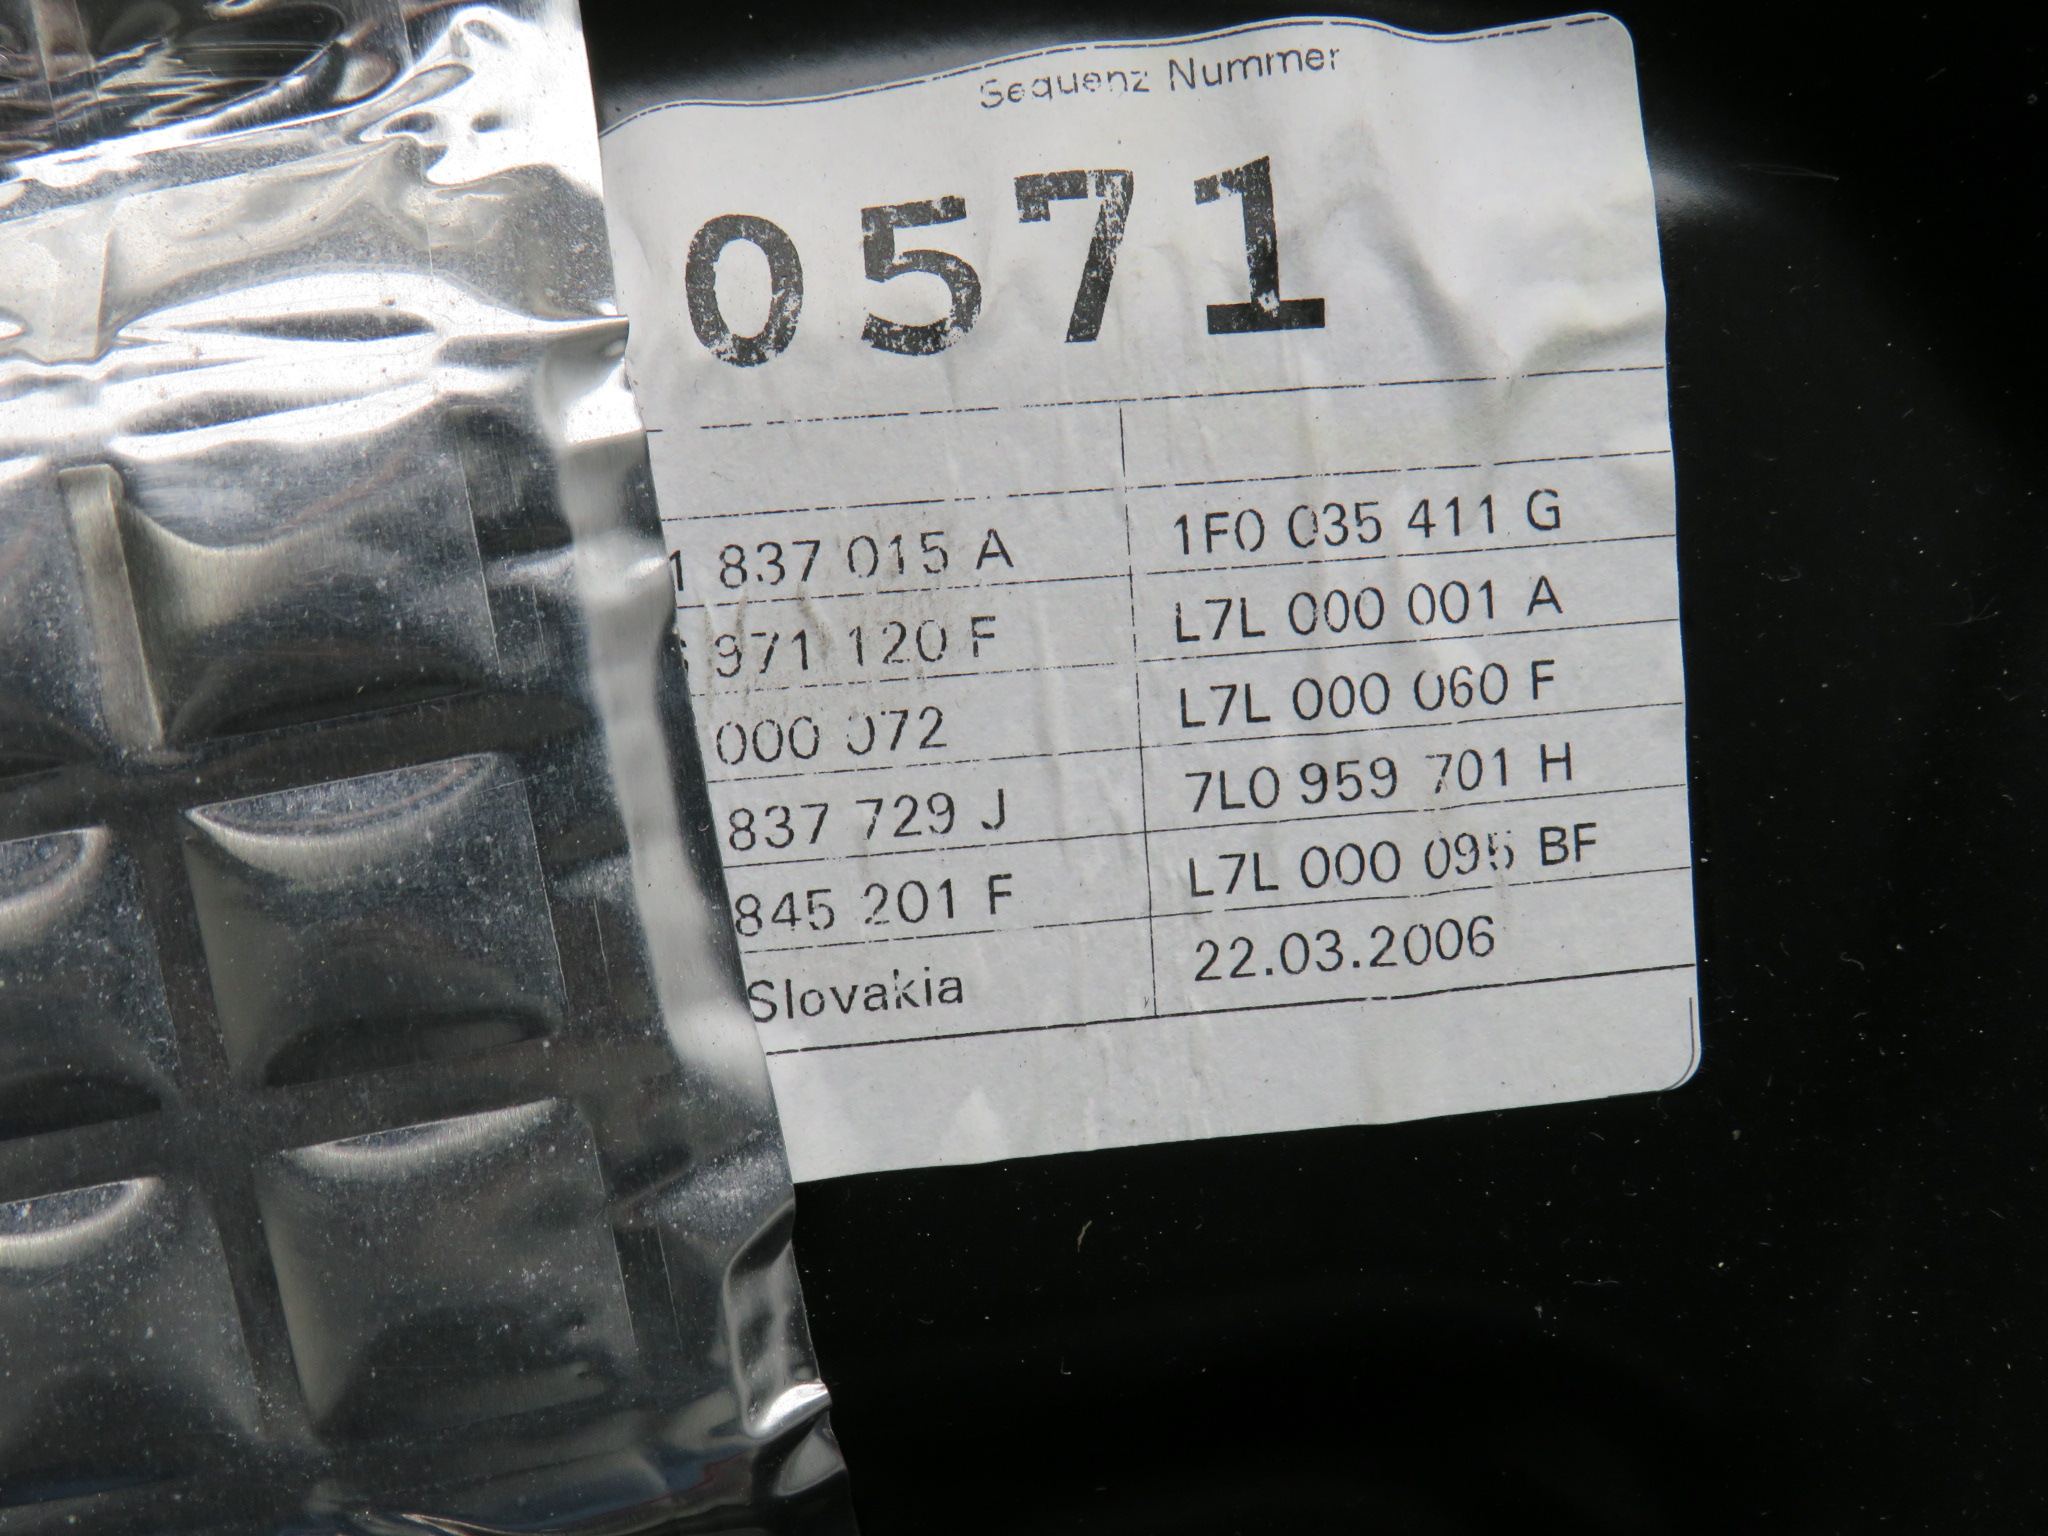 Sequenz Nummer
0571
1 837 015 A 1F0 035 411 G
971 120 F L7L 000 001 A
000 072 L7L 000 060 F
837 729 J 7L0 959 701 H
845 201 F L7L 000 095 BF
Slovakia 22.03.2006